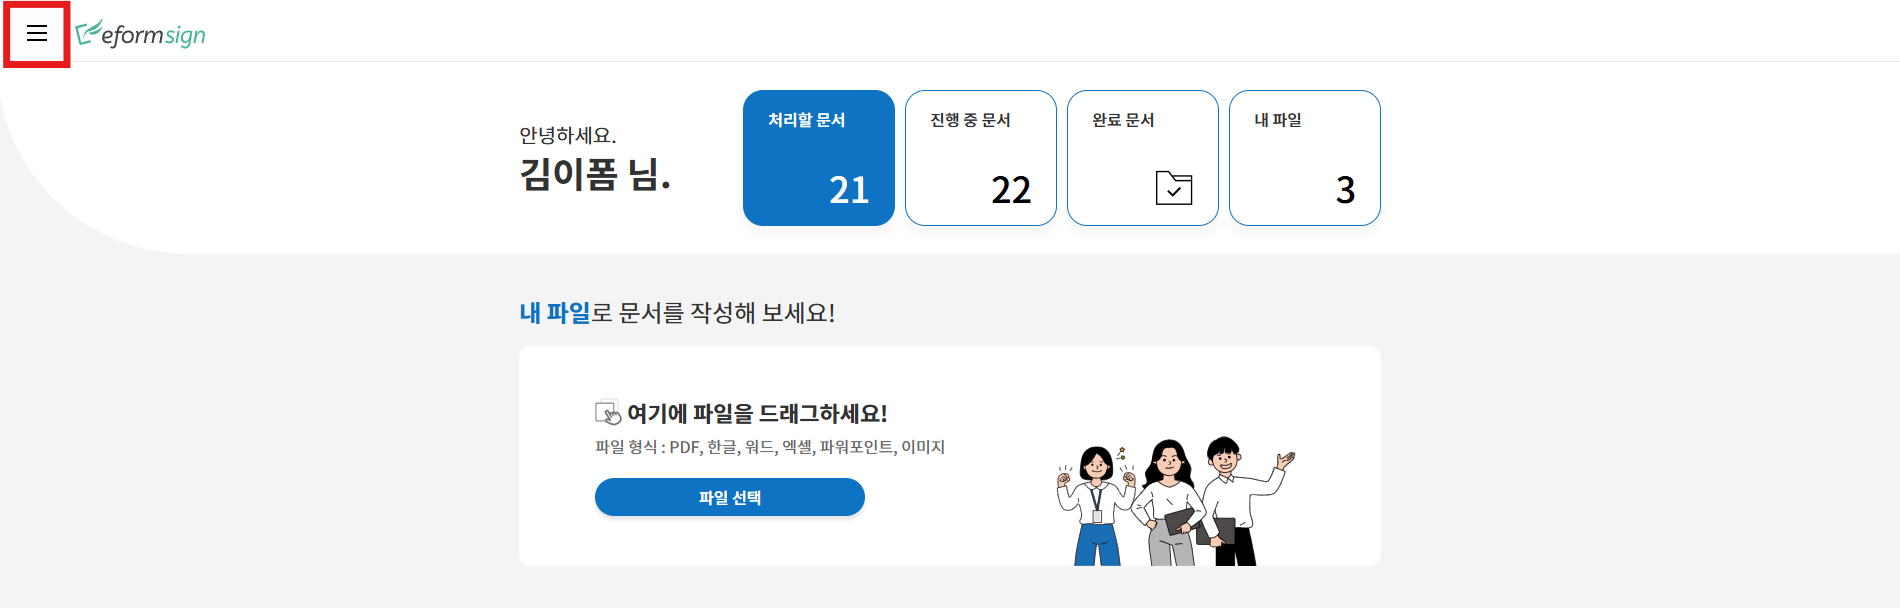 eformsign
안녕하세요.
김이폼 님.
처리할 문서
21
진행 중 문서
22
완료 문서
내 파일
3
내 파일로 문서를 작성해 보세요!
여기에 파일을 드래그하세요!
파일 형식 : PDF, 한글, 워드, 엑셀, 파워포인트, 이미지
파일 선택